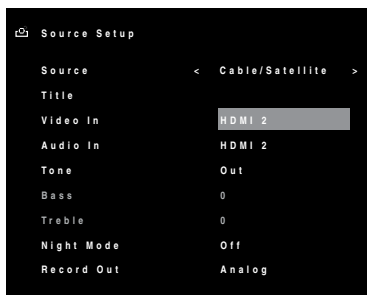 Source Setup
Source < Cable/Satellite >
Title
Video In HDMI 2
Audio In HDMI 2
Tone Out
Bass 0
Treble 0
Night Mode Off
Record Out Analog